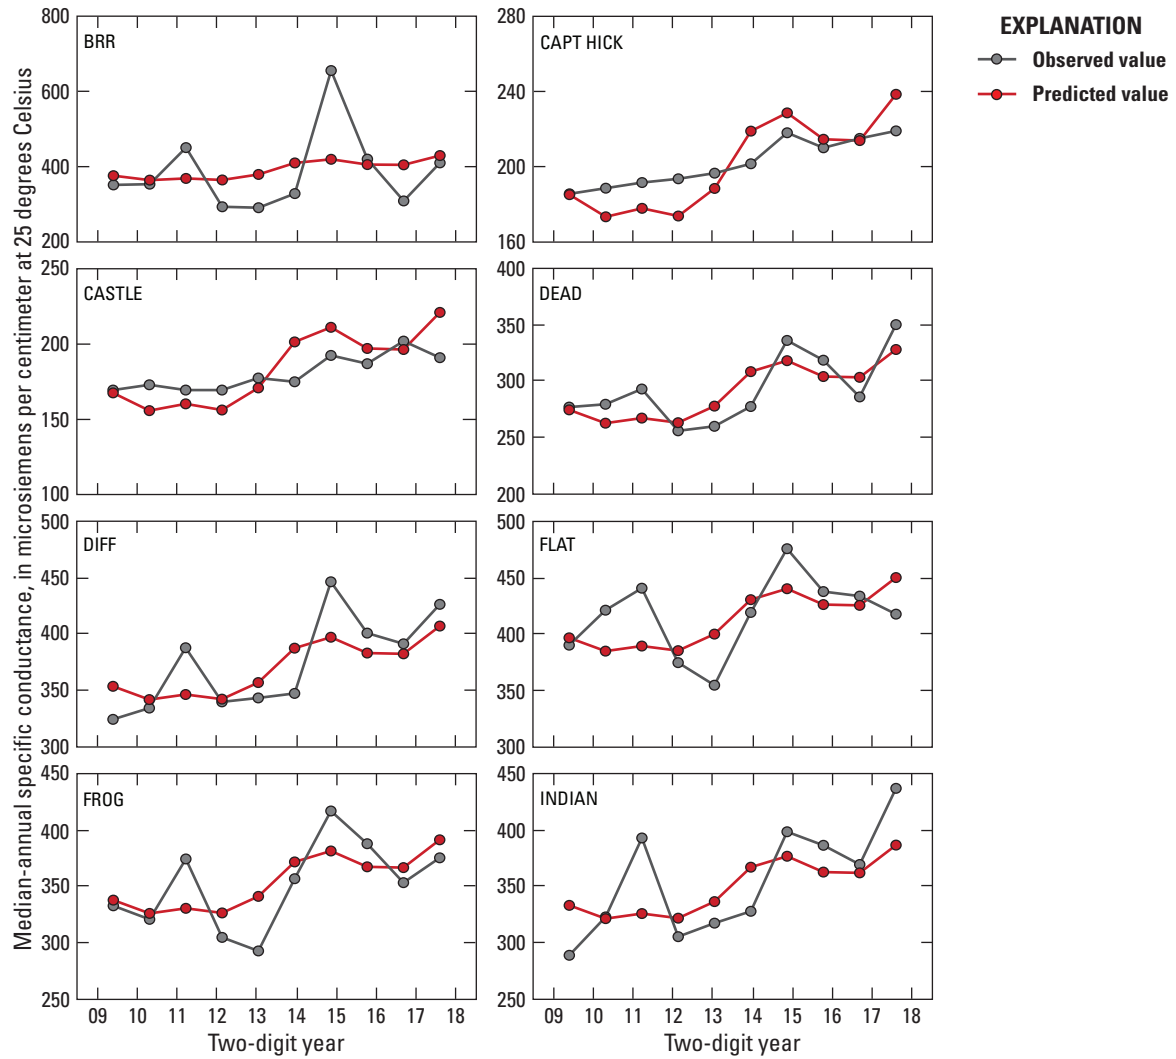 Median-annual specific conductance, in microsiemens per centimeter at 25 degrees Celsius
800
600
400
200
BRR
280
240
200
160
CAPT HICK
EXPLANATION
Observed value
Predicted value
250
200
150
100
CASTLE
400
350
300
250
200
DEAD
500
450
400
350
300
DIFF
500
450
400
350
300
FLAT
450
400
350
300
250
FROG
450
400
350
300
250
INDIAN
09 10 11 12 13 14 15 16 17 18
Two-digit year
09 10 11 12 13 14 15 16 17 18
Two-digit year